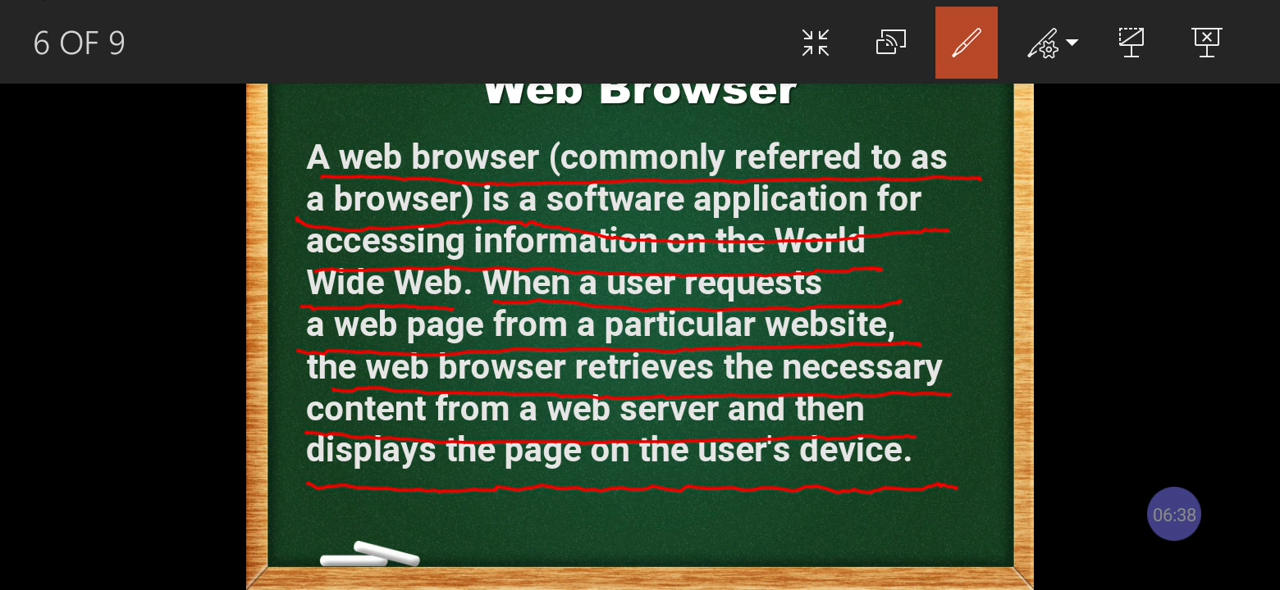 6 OF 9
Web Browser
A web browser (commonly referred to as
a browser) is a software application for
accessing information on the World
Wide Web. When a user requests
a web page from a particular website,
the web browser retrieves the necessary
content from a web server and then
displays the page on the user's device.
06:38